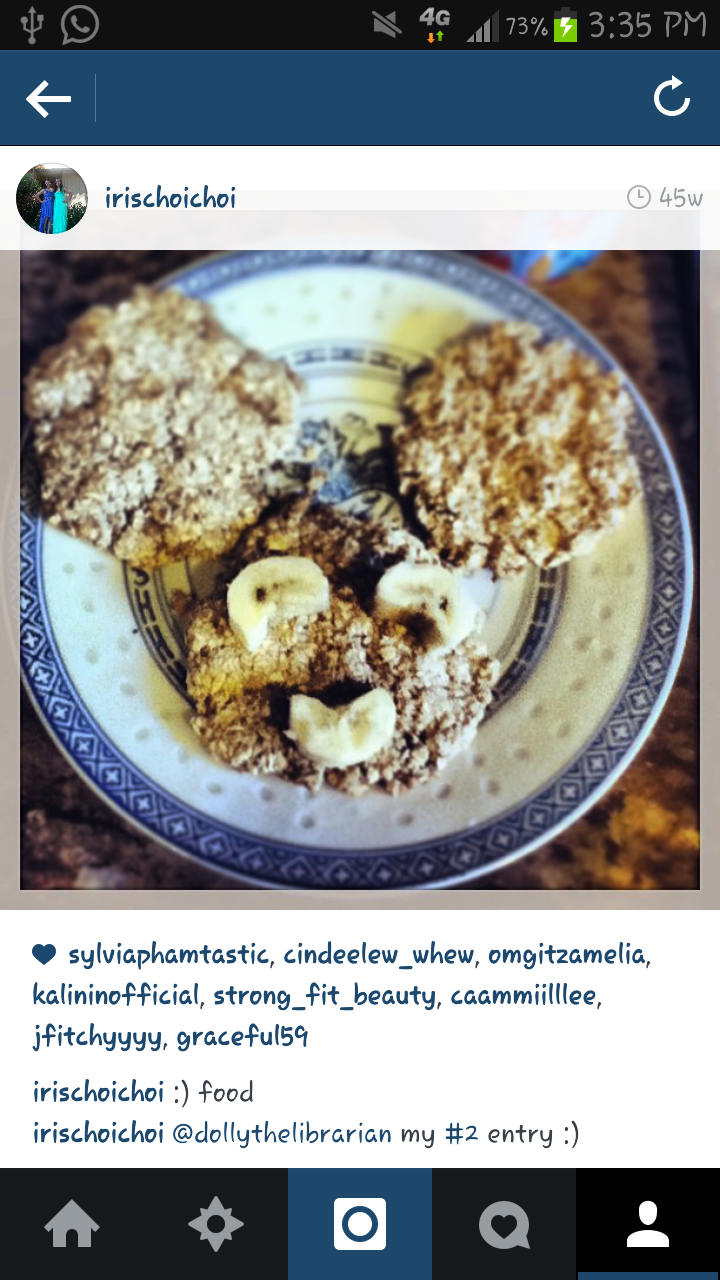 4G 73% 3:35 PM
irischoichoi 45w
sylviaphamtastic, cindeelew_whew, omgitzamelia,
kalininofficial, strong_fit_beauty, caammiilllee,
jfitchyyyy, graceful59
irischoichoi :) food
irischoichoi @dollythelibrarian my #2 entry :)